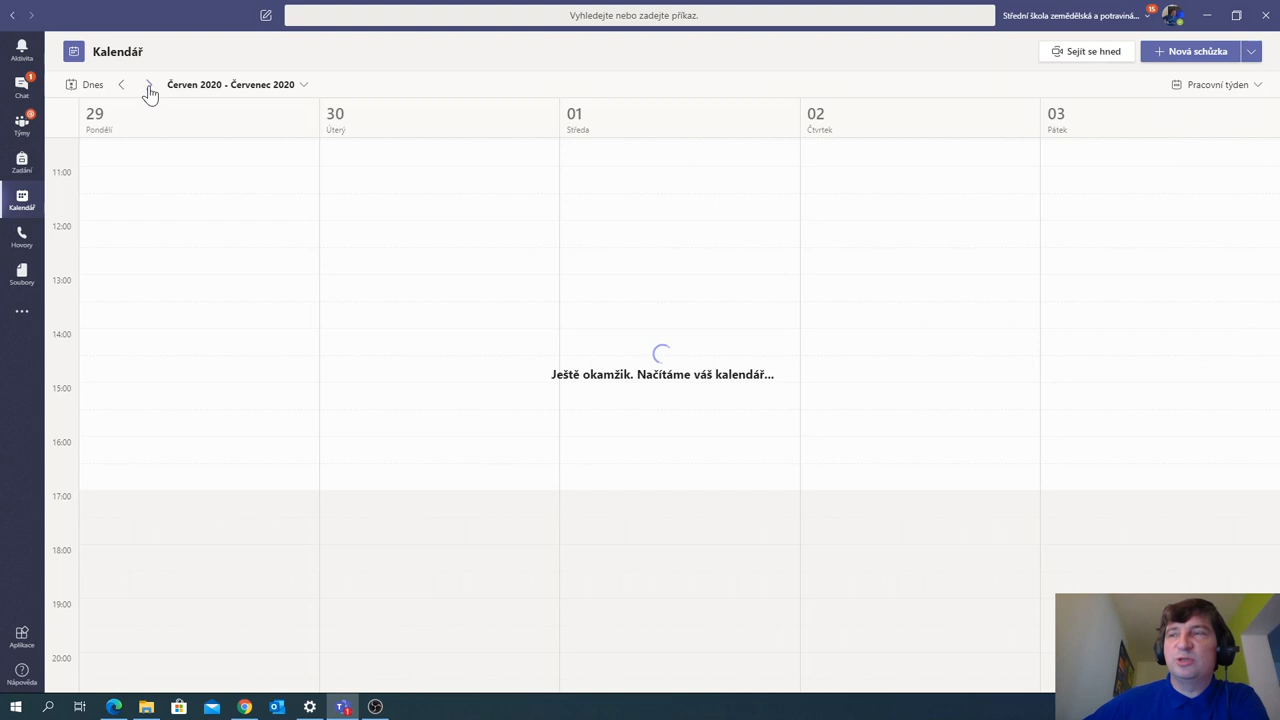 Vyhledejte nebo zadejte příkaz.
Střední škola zemědělská a potraviná...
15
Aktivita
Kalendář
Sejít se hned
Nová schůzka
1
Chat
Dnes
Červen 2020 - Červenec 2020
Pracovní týden
3
Týmy
29
Pondělí
30
Úterý
01
Středa
02
Čtvrtek
03
Pátek
Zadání
Kalendář
Hovory
Soubory
11:00
12:00
13:00
14:00
15:00
16:00
17:00
18:00
19:00
20:00
Ještě okamžik. Načítáme váš kalendář...
Aplikace
Nápověda
T
1